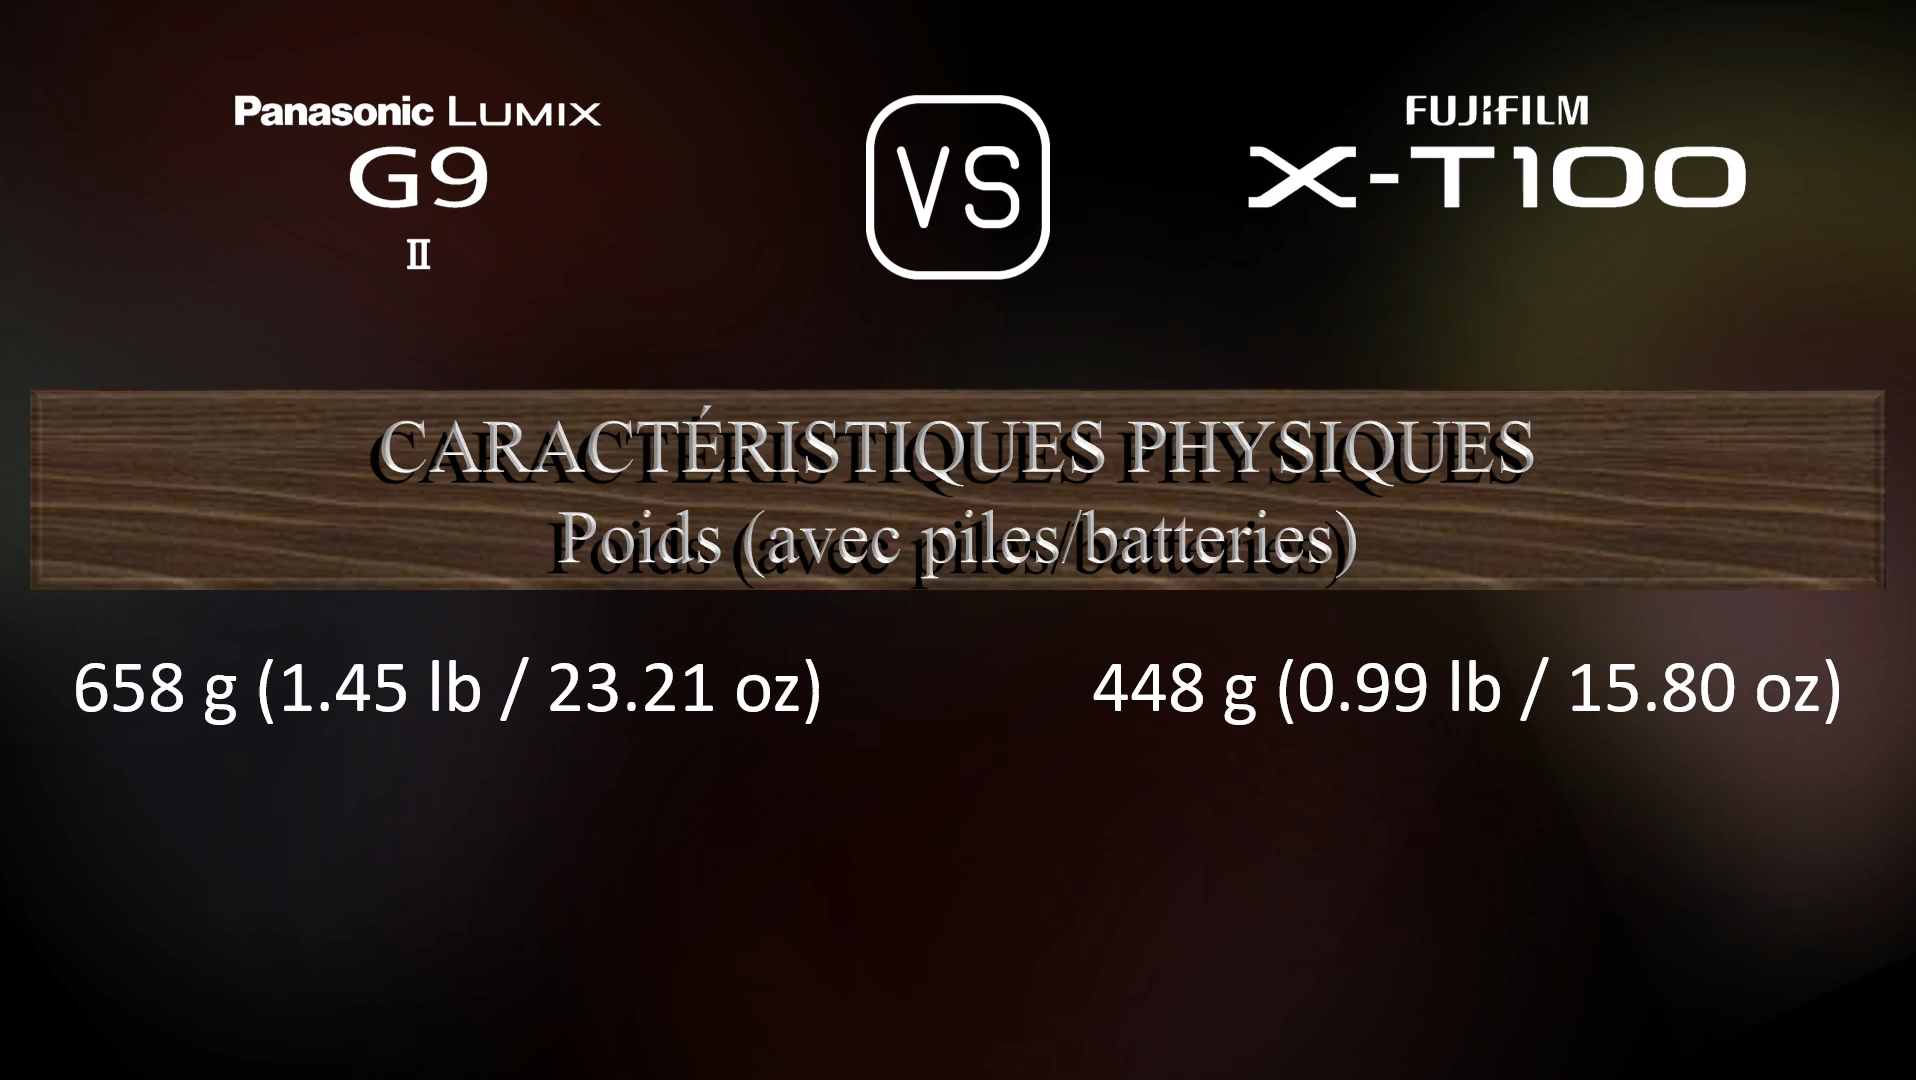 Panasonic LUMIX
G9
II
VS
FUJIFILM
X-T100
CARACTÉRISTIQUES PHYSIQUES
Poids (avec piles/batteries)
658 g (1.45 lb / 23.21 oz)
448 g (0.99 lb / 15.80 oz)